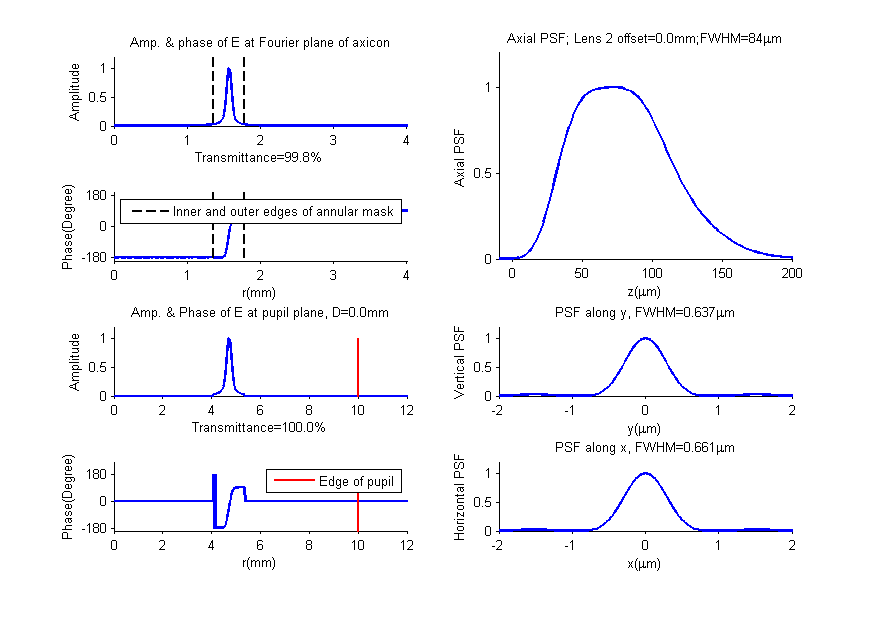 Amp. & phase of E at Fourier plane of axicon
Amplitude
1
0.5
0
0 1 2 3 4
Transmittance=99.8%
Phase(Degree)
180
0
-180
Inner and outer edges of annular mask
0 1 2 3 4
r(mm)
Amp. & Phase of E at pupil plane, D=0.0mm
Amplitude
1
0.5
0
0 2 4 6 8 10 12
Transmittance=100.0%
Phase(Degree)
180
0
-180
Edge of pupil
0 2 4 6 8 10 12
r(mm)
Axial PSF; Lens 2 offset=0.0mm;FWHM=84μm
Axial PSF
1
0.5
0
0 50 100 150 200
z(μm)
PSF along y, FWHM=0.637μm
Vertical PSF
1
0.5
0
-2 -1 0 1 2
y(μm)
PSF along x, FWHM=0.661μm
Horizontal PSF
1
0.5
0
-2 -1 0 1 2
x(μm)